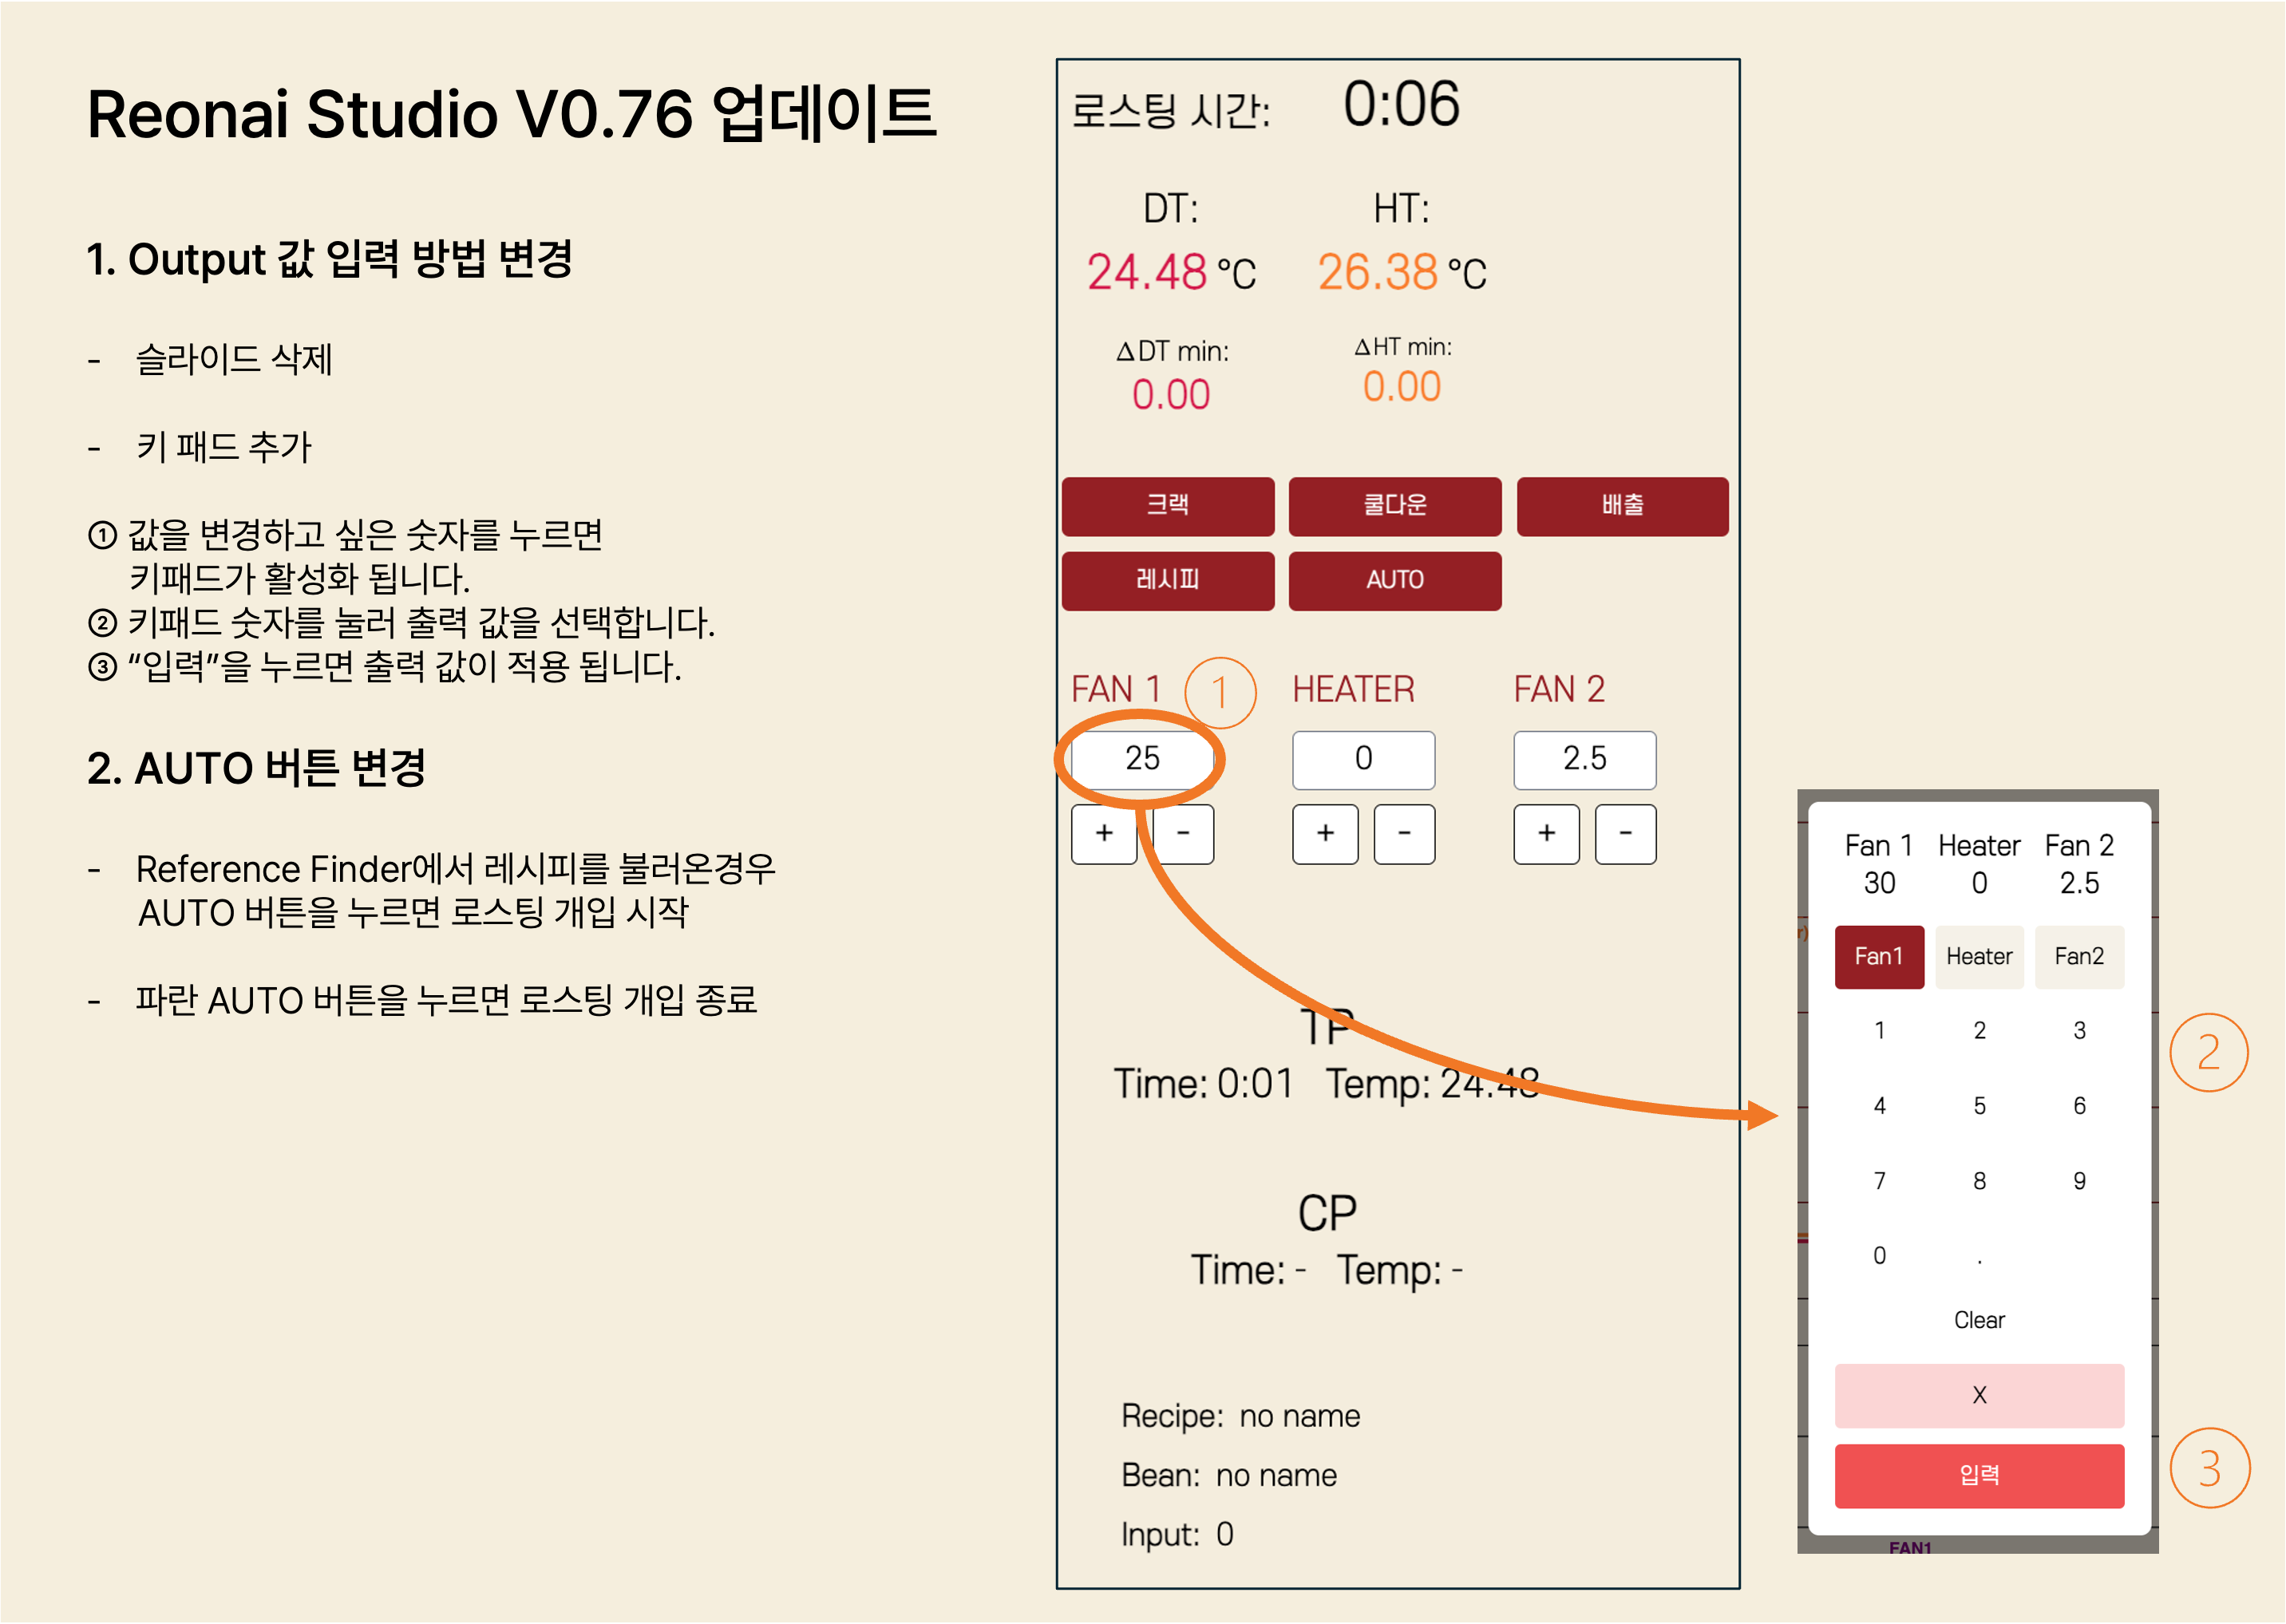 Reonai Studio V0.76 업데이트
1. Output 값 입력 방법 변경
- 슬라이드 삭제
- 키 패드 추가
① 값을 변경하고 싶은 숫자를 누르면
키패드가 활성화 됩니다.
② 키패드 숫자를 눌러 출력 값을 선택합니다.
③ “입력”을 누르면 출력 값이 적용 됩니다.
2. AUTO 버튼 변경
- Reference Finder에서 레시피를 불러온경우
AUTO 버튼을 누르면 로스팅 개입 시작
- 파란 AUTO 버튼을 누르면 로스팅 개입 종료
로스팅 시간: 0:06
DT: HT:
24.48 °C 26.38 °C
ΔDT min: ΔHT min:
0.00 0.00
크랙 쿨다운 배출
레시피 AUTO
FAN 1 ① HEATER FAN 2
25 0 2.5
+ - + - + -
TP
Time: 0:01 Temp: 24.48
CP
Time: - Temp: -
Recipe: no name
Bean: no name
Input: 0
Fan 1 Heater Fan 2
30 0 2.5
r)
Fan1 Heater Fan2
1 2 3
②
4 5 6
7 8 9
0 .
Clear
X
입력
③
FAN1